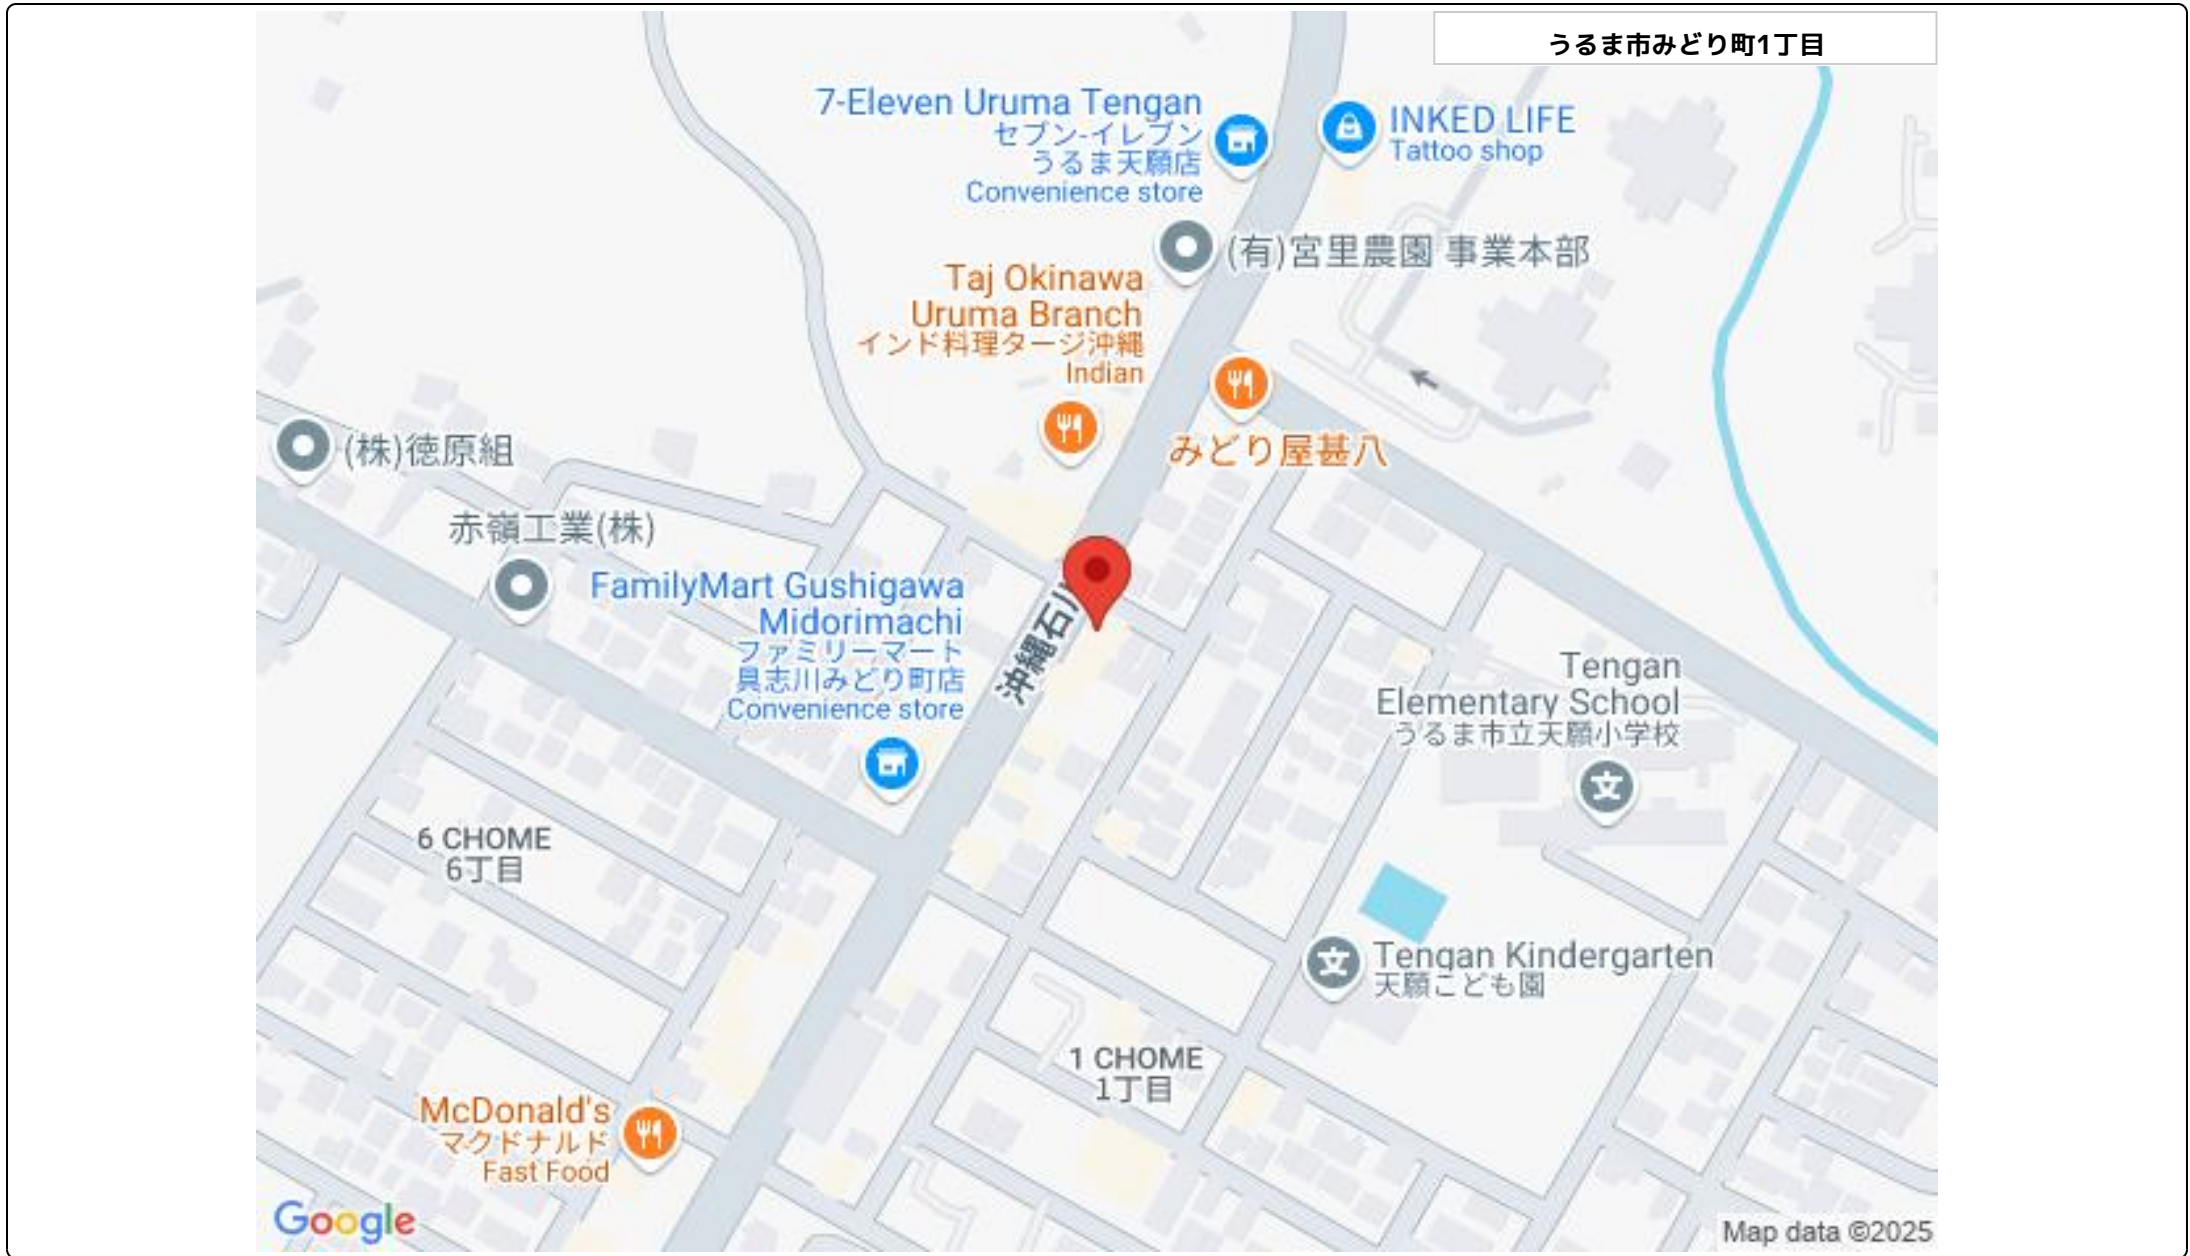 うるま市みどり町1丁目
7-Eleven Uruma Tengan
セブン-イレブン
うるま天願店
Convenience store
INKED LIFE
Tattoo shop
(有)宮里農園 事業本部
Taj Okinawa
Uruma Branch
インド料理タージ沖縄
Indian
みどり屋甚八
(株)徳原組
赤嶺工業(株)
FamilyMart Gushigawa
Midorimachi
ファミリーマート
具志川みどり町店
Convenience store
沖縄石川
Tengan
Elementary School
うるま市立天願小学校
6 CHOME
6丁目
Tengan Kindergarten
天願こども園
1 CHOME
1丁目
McDonald's
マクドナルド
Fast Food
Google
Map data ©2025